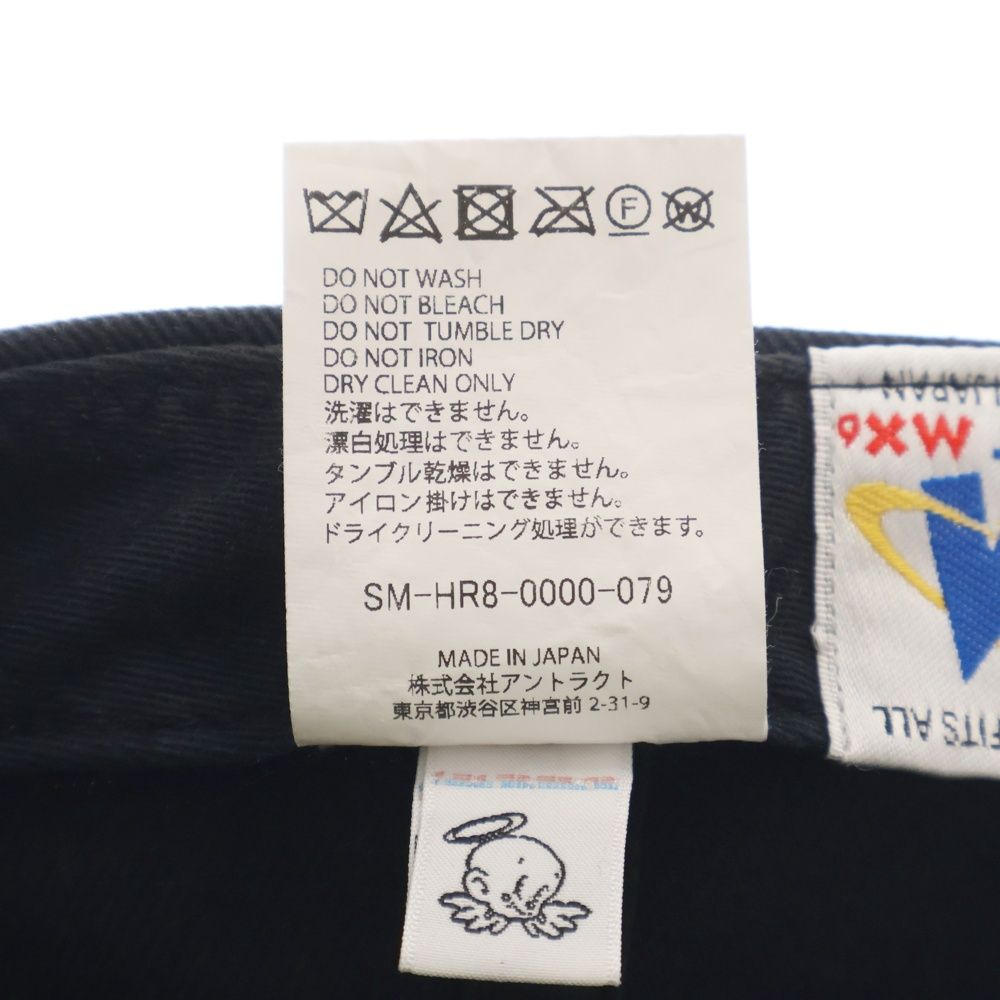 F W
DO NOT WASH
DO NOT BLEACH
DO NOT TUMBLE DRY
DO NOT IRON
DRY CLEAN ONLY
洗濯はできません。
漂白処理はできません。
タンブル乾燥はできません。
アイロン掛けはできません。
ドライクリーニング処理ができます。
SM-HR8-0000-079
MADE IN JAPAN
株式会社アントラクト
東京都渋谷区神宮前 2-31-9
FITS ALL
WX6
JAPAN